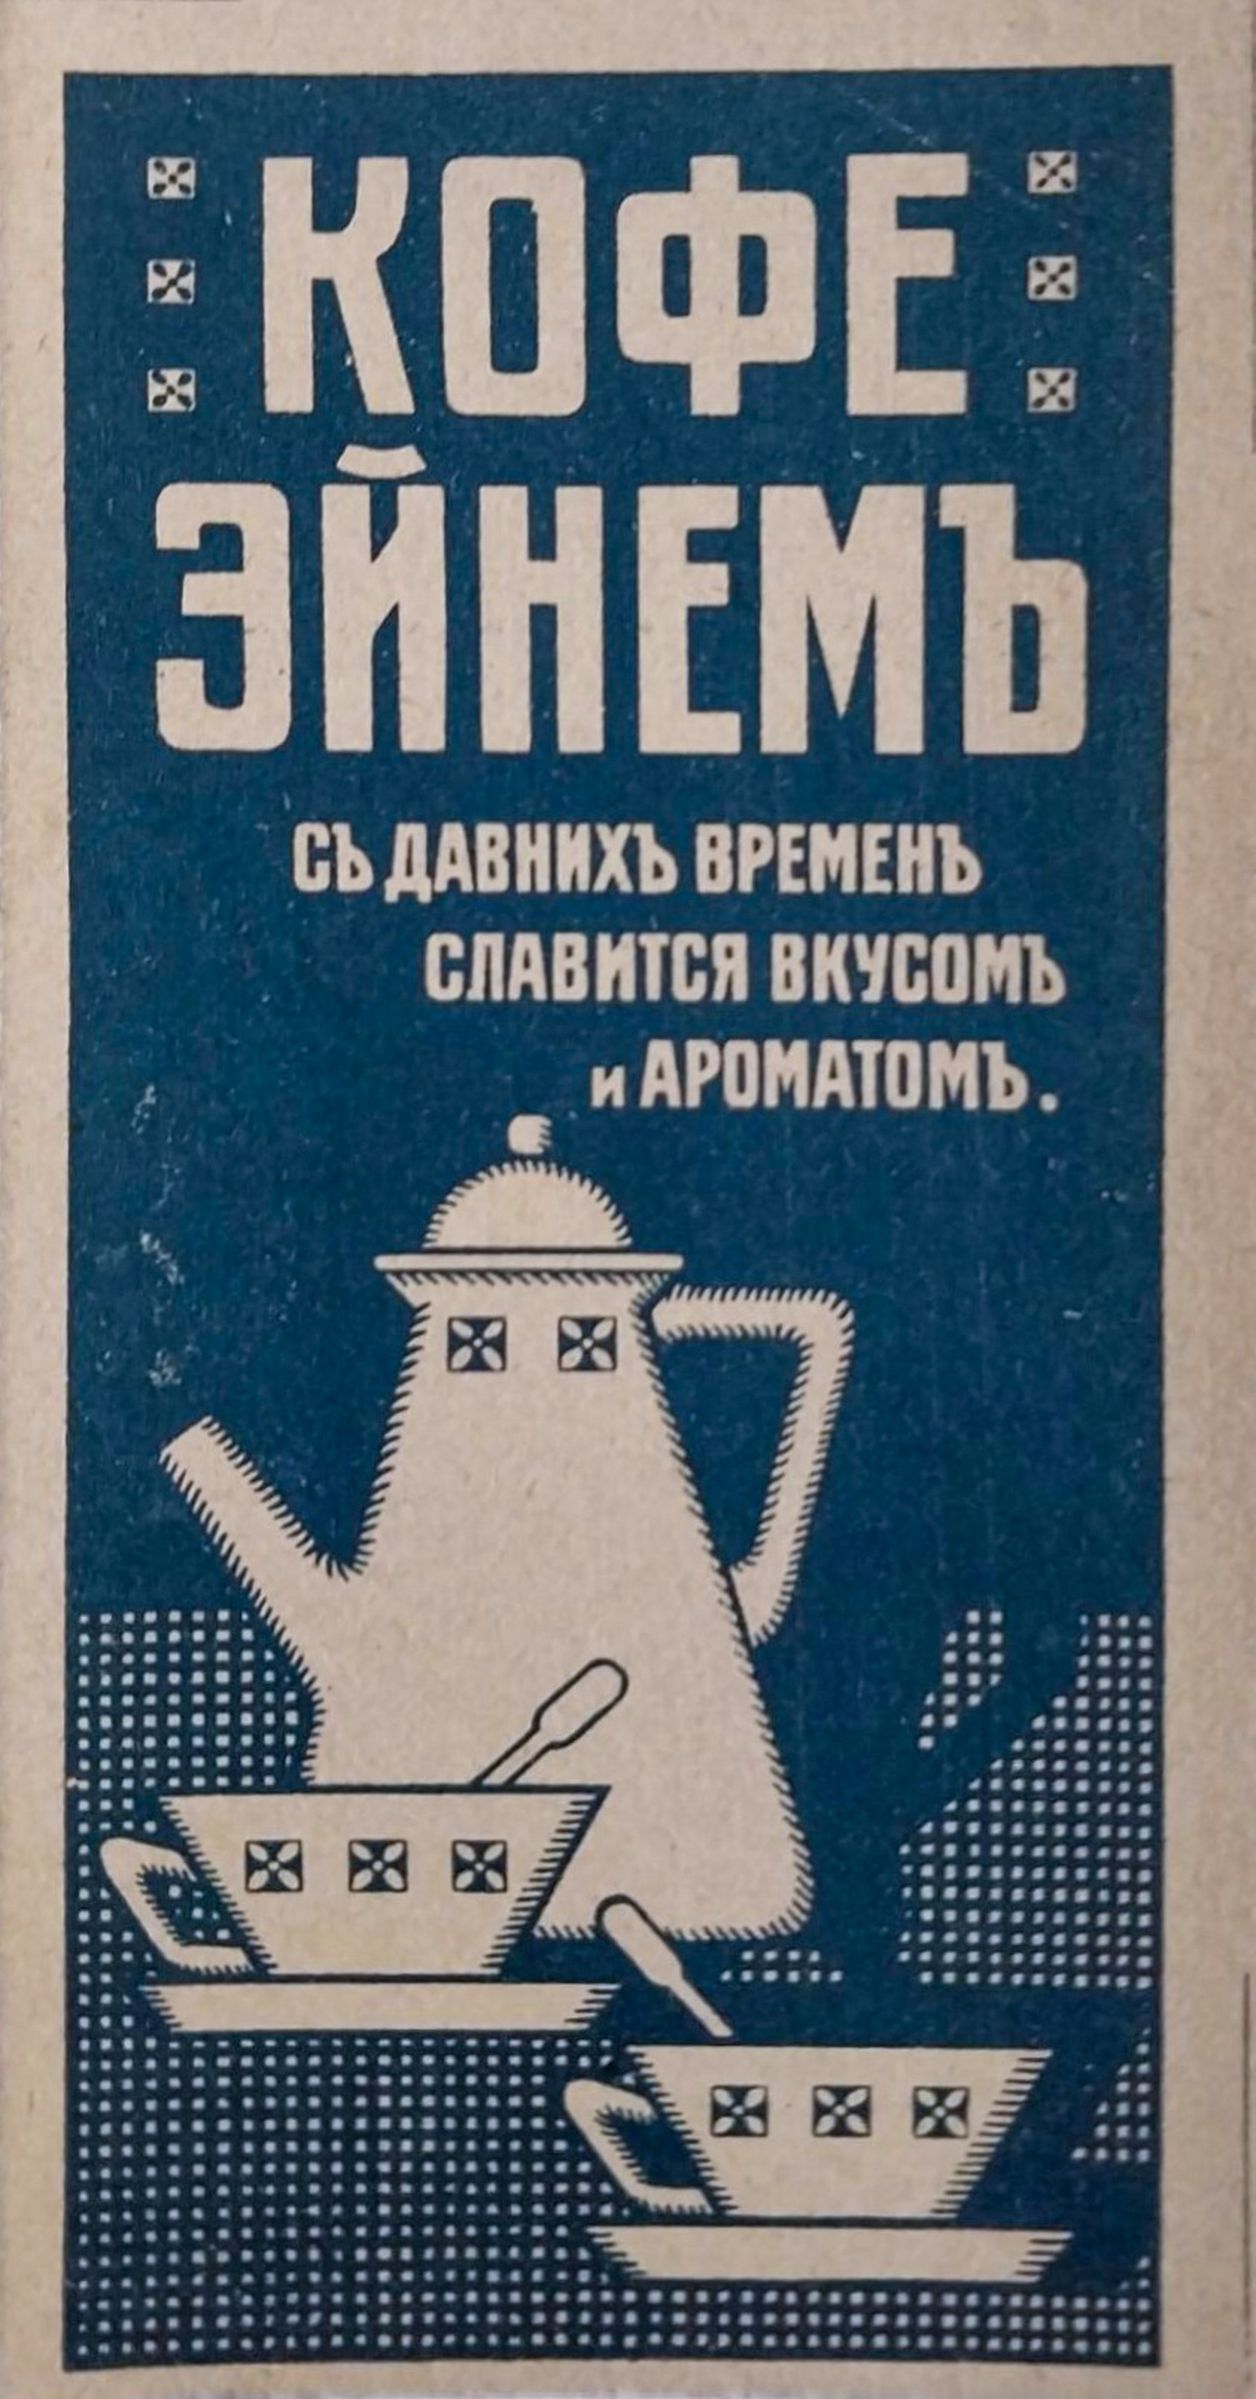 КОФЕ
ЭЙНЕМЪ
СЪ ДАВНИХЪ ВРЕМЕНЪ
СЛАВИТСЯ ВКУСОМЪ
и АРОМАТОМЪ.